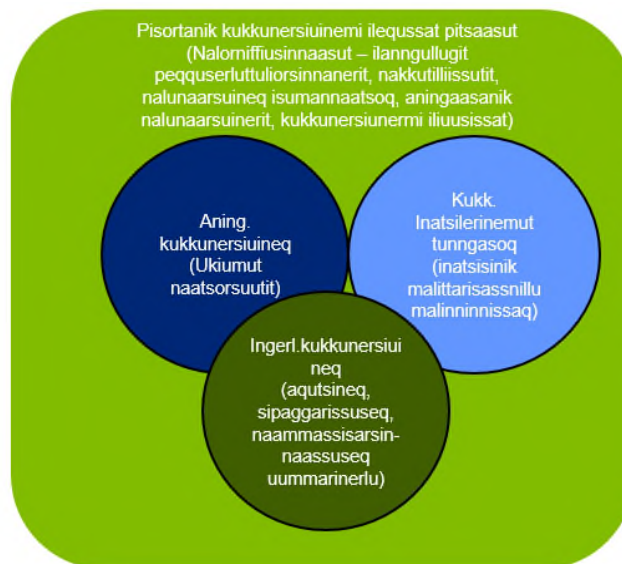 Pisortanik kukkunersiuinemi ilequssat pitsaasut
(Nalorniffiusinnaasut – ilanngullugit
peqquserluttuliorsinnanerit, nakkutilliissutit,
nalunaarsuineq isumannaatsoq, aningaasanik
nalunaarsuinerit, kukkunersiunermi iliuusissat)
Aning.
kukkunersiuineq
(Ukiumut
naatsorsuutit)
Kukk.
Inatsilerinemut
tunngasoq
(inatsisinik
malittarisassnillu
malinninnissaq)
Ingerl.kukkunersiui
neq
(aqutsineq,
sipaggarissuseq,
naammassisarsin-
naassuseq
uummarinerlu)